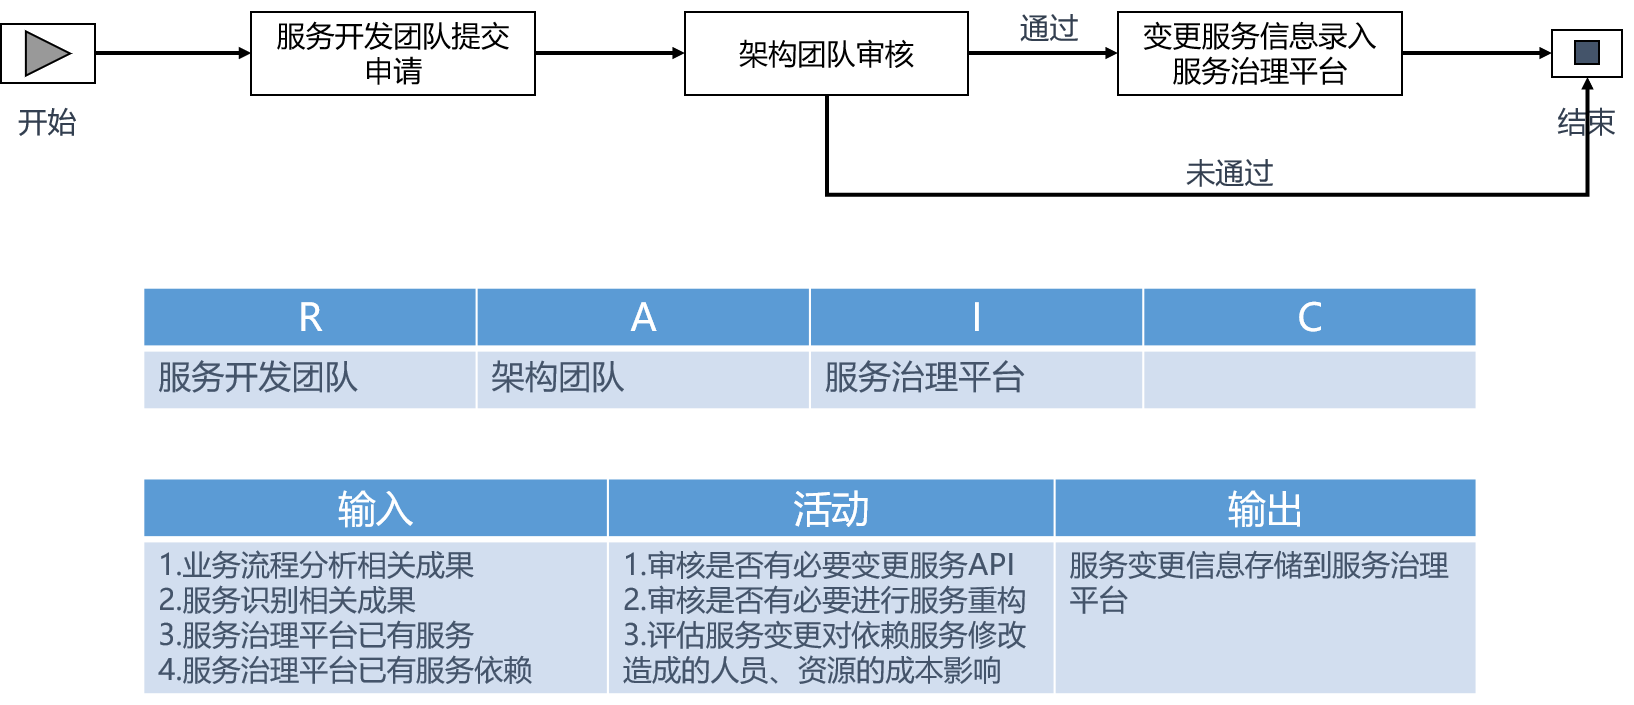 开始
服务开发团队提交
申请
架构团队审核
通过
变更服务信息录入
服务治理平台
结束
未通过
R
A
I
C
服务开发团队
架构团队
服务治理平台
输入
活动
输出
1.业务流程分析相关成果
2.服务识别相关成果
3.服务治理平台已有服务
4.服务治理平台已有服务依赖
1.审核是否有必要变更服务API
2.审核是否有必要进行服务重构
3.评估服务变更对依赖服务修改
造成的人员、资源的成本影响
服务变更信息存储到服务治理
平台